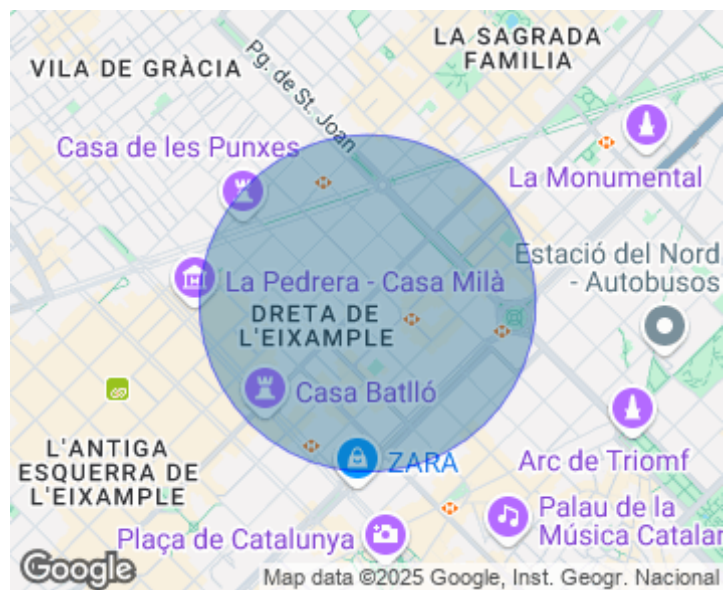 LA SAGRADA
FAMILIA
VILA DE GRÀCIA
Pg. de St. Joan
Casa de les Punxes
La Monumental
Estació del Nord
- Autobusos
La Pedrera - Casa Milà
DRETA DE
L'EIXAMPLE
Casa Batlló
L'ANTIGA
ESQUERRA DE
L'EIXAMPLE
ZARA
Arc de Triomf
Palau de la
Música Catalan
Plaça de Catalunya
Google
Map data ©2025 Google, Inst. Geogr. Nacional